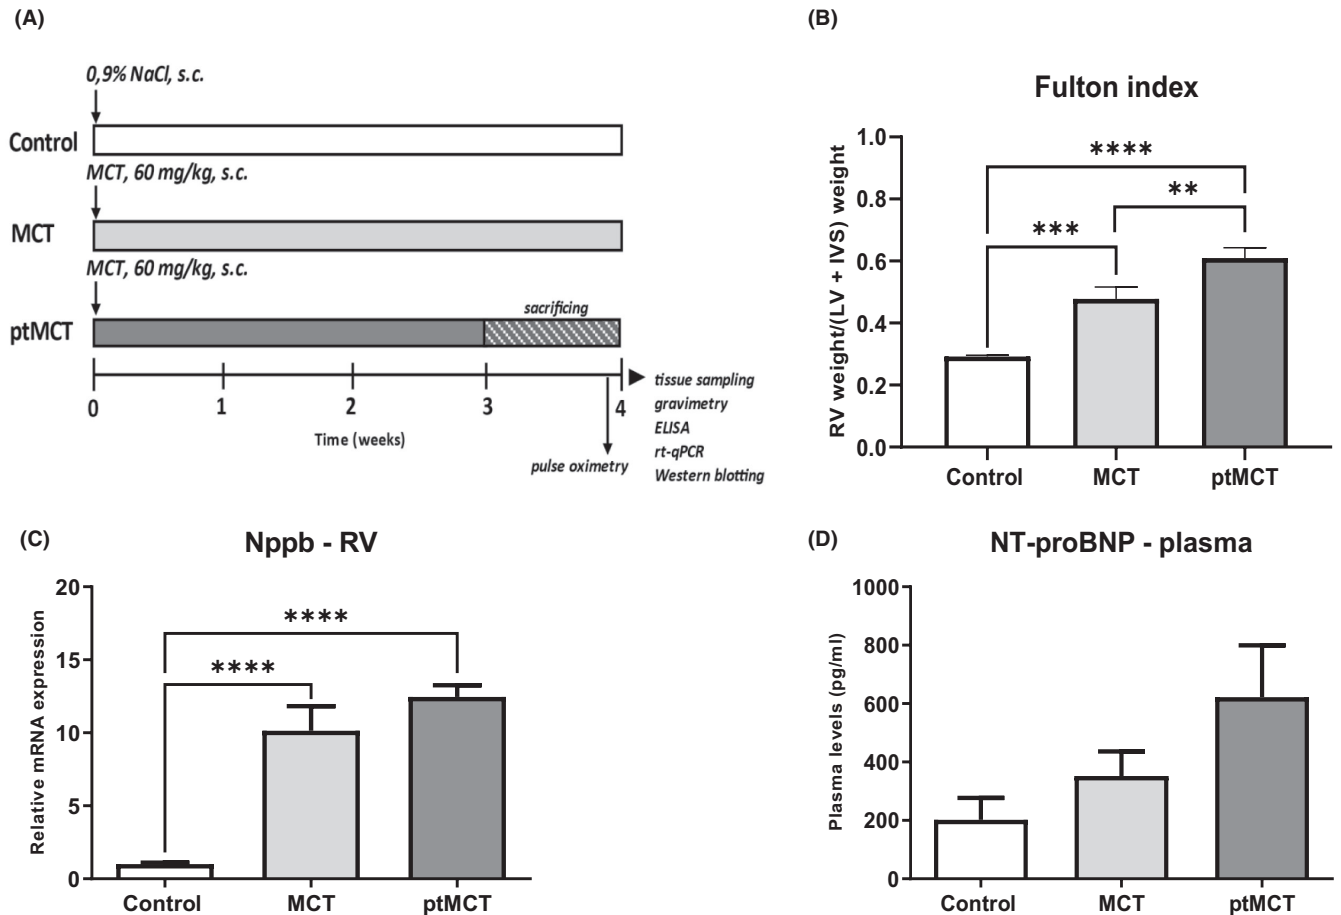 (A)
0,9% NaCl, s.c.
Control
MCT, 60 mg/kg, s.c.
MCT
MCT, 60 mg/kg, s.c.
sacrificing
ptMCT
0 1 2 3 4
Time (weeks)
pulse oximetry
tissue sampling
gravimetry
ELISA
rt-qPCR
Western blotting
(B)
Fulton index
RV weight/(LV + IVS) weight
1.0
0.8
0.6
0.4
0.2
0.0
****
**
***
Control MCT ptMCT
(C)
Nppb - RV
Relative mRNA expression
20
15
10
5
0
****
****
Control MCT ptMCT
(D)
NT-proBNP - plasma
Plasma levels (pg/ml)
1000
800
600
400
200
0
Control MCT ptMCT